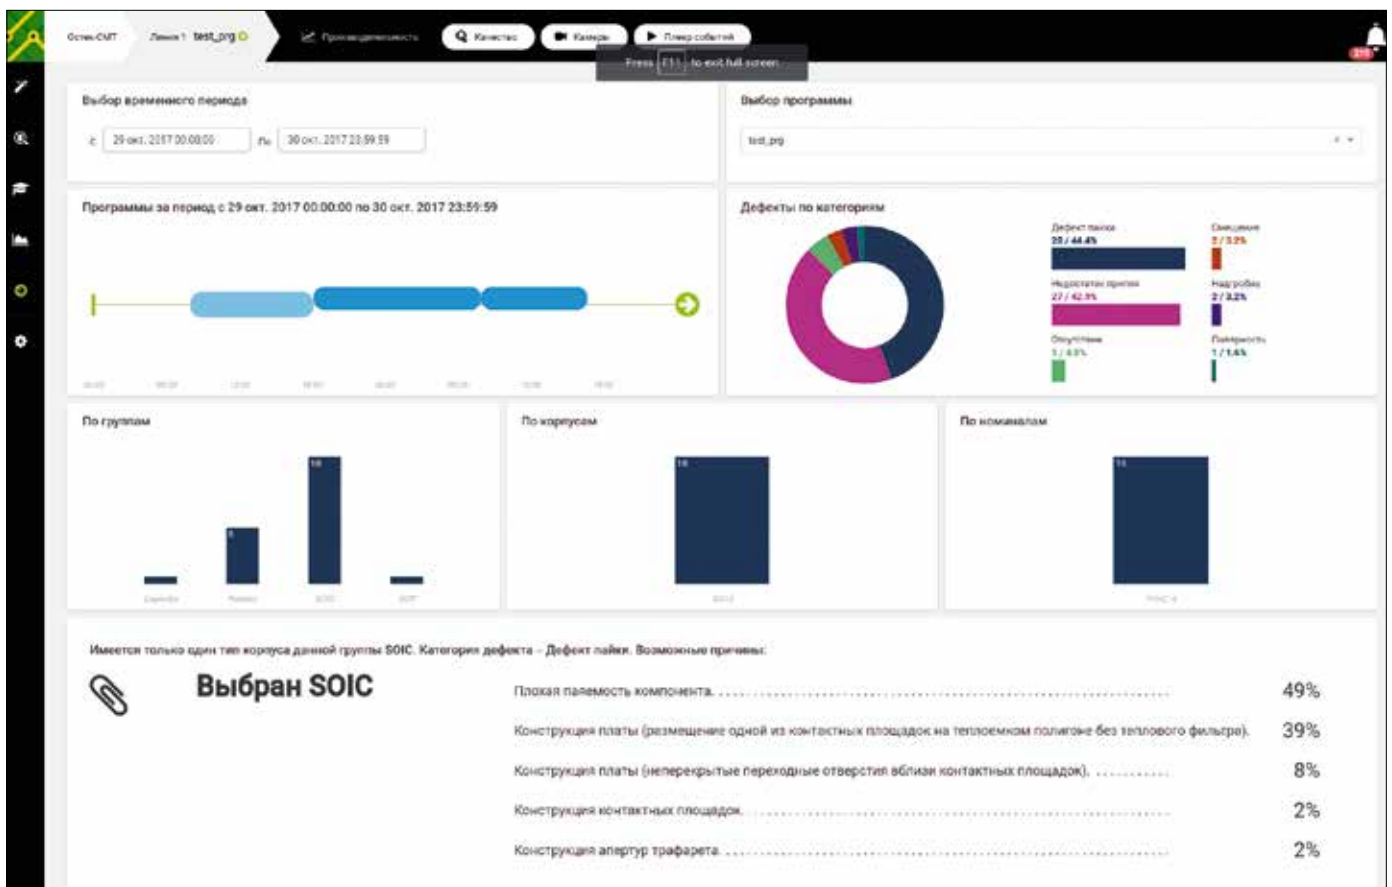 Остек-СМТ
Линия 1 test_prg
Производительность
Качество
Камеры
Плеер событий
Press F11 to exit full screen
Выбор временного периода
с 29 окт. 2017 00:00:00 По 30 окт. 2017 23:59:59
Выбор программы
test_prg
Программы за период с 29 окт. 2017 00:00:00 по 30 окт. 2017 23:59:59
Дефекты по категориям
Дефект пайки
28 / 44.4%
Смещение
2 / 3.2%
Недостаток припоя
27 / 42.9%
Надгробие
2 / 3.2%
Отсутствие
Полярность
1 / 1.6%
По группам
SOIC
По корпусам
По номиналам
Имеется только один тип корпуса данной группы SOIC. Категория дефекта – Дефект пайки. Возможные причины:
Выбран SOIC
Плохая паяемость компонента. 49%
Конструкция платы (размещение одной из контактных площадок на теплоемком полигоне без теплового фильтра). 39%
Конструкция платы (неперекрытые переходные отверстия вблизи контактных площадок). 8%
Конструкция контактных площадок. 2%
Конструкция апертур трафарета. 2%